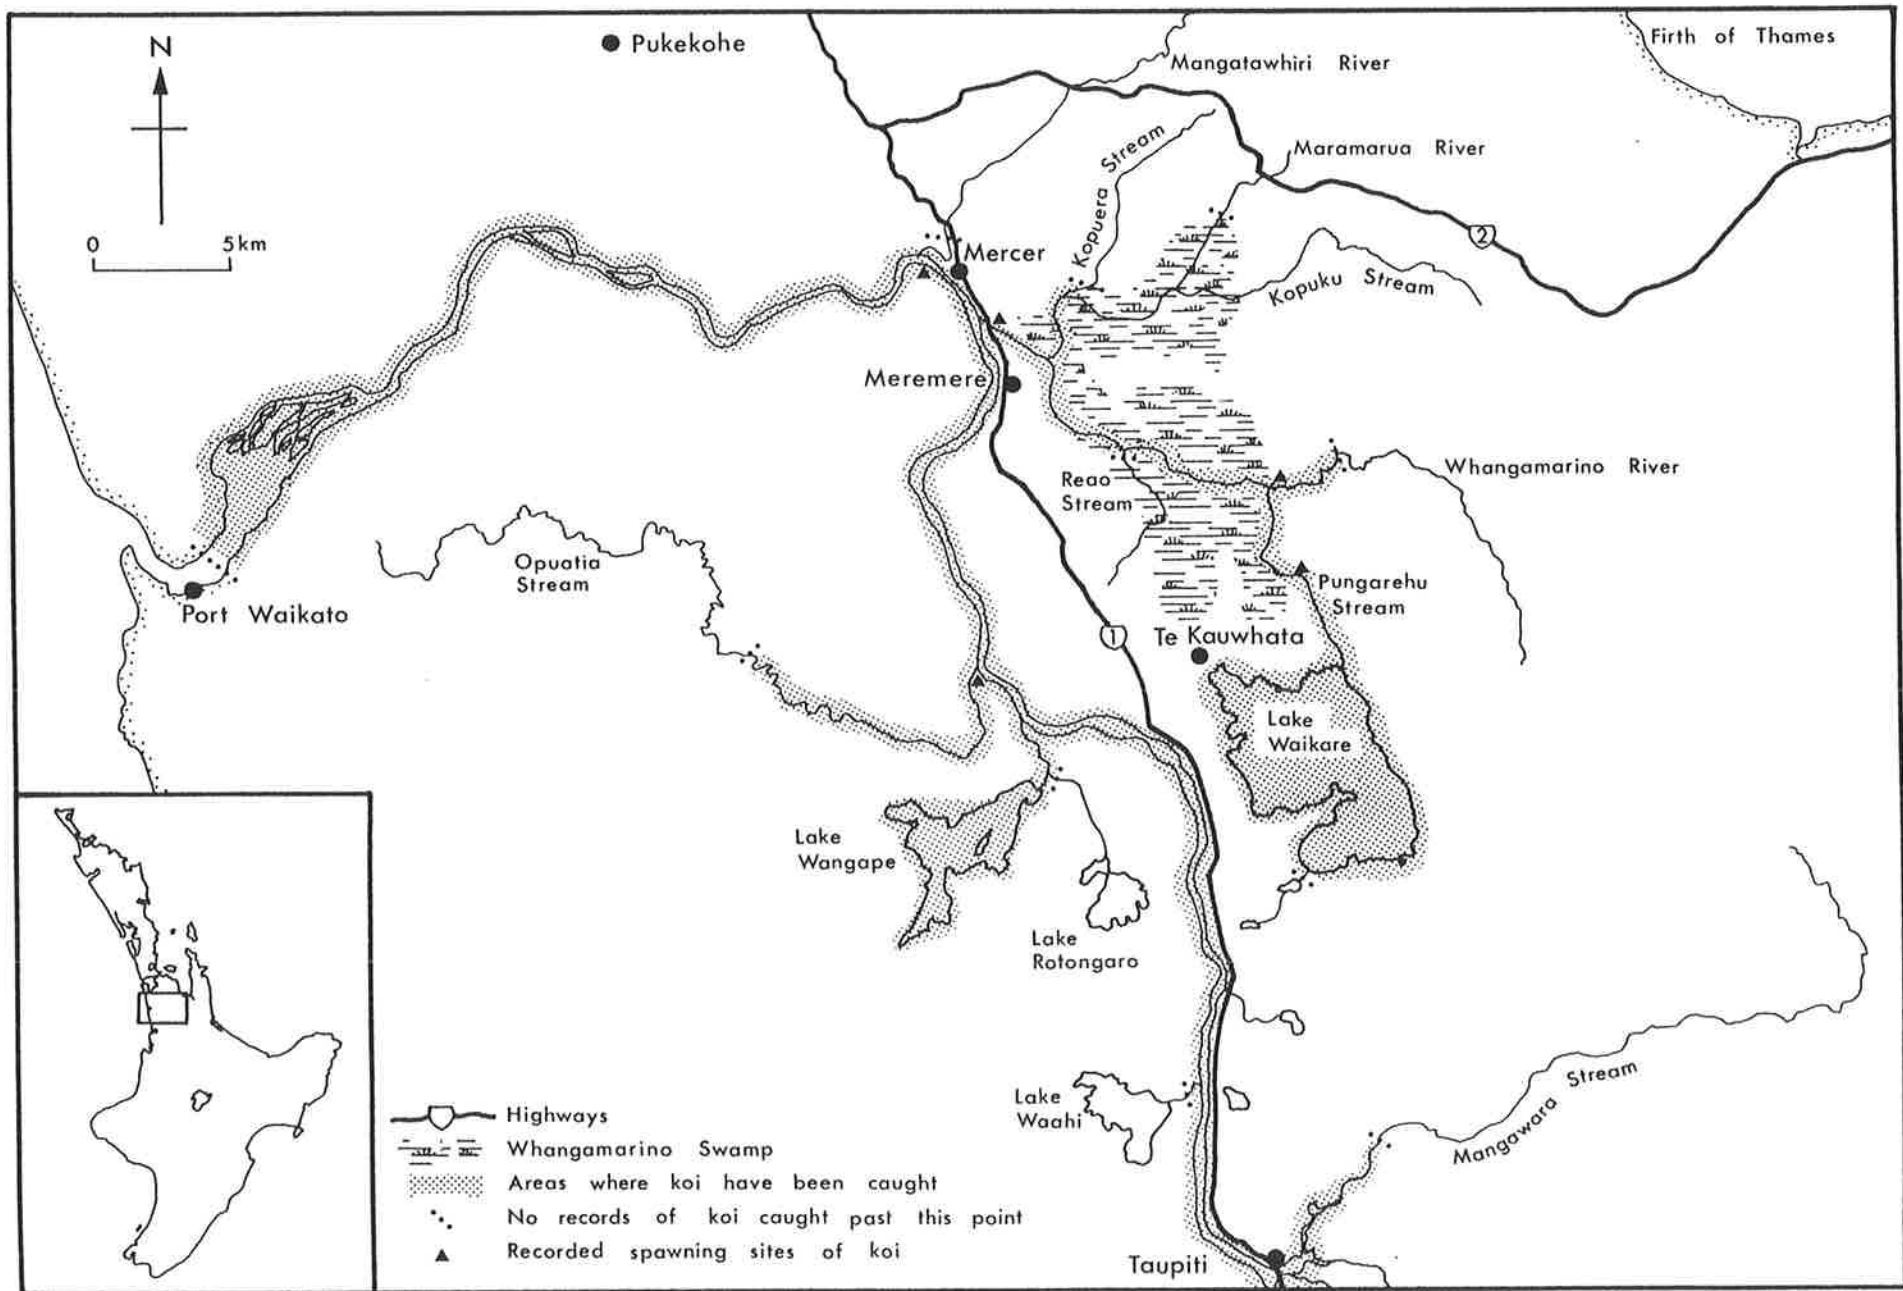 N
0 5km
Pukekohe
Mangatawhiri River
Firth of Thames
Maramarua River
Kopuera Stream
2
Mercer
Kopuku Stream
Meremere
Reao
Stream
Whangamarino River
Opuatia
Stream
Port Waikato
Pungarehu
Stream
1
Te Kauwhata
Lake
Waikare
Lake
Wangape
Lake
Rotongaro
Lake
Waahi
Mangawara Stream
Taupiti
Highways
Whangamarino Swamp
Areas where koi have been caught
No records of koi caught past this point
Recorded spawning sites of koi